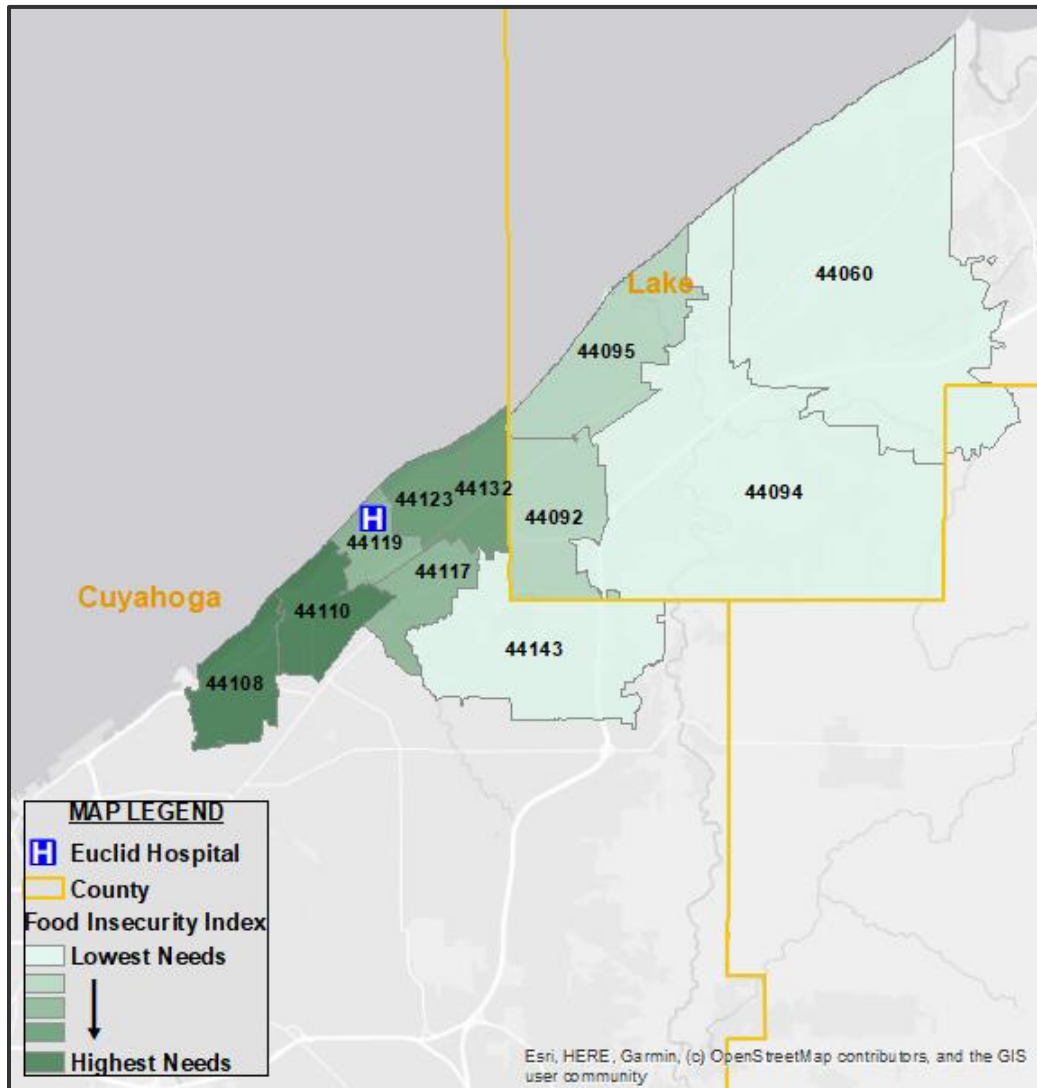 44060
Lake
44095
44094
44132
44123
44092
44119
44117
Cuyahoga
44110
44143
44108
MAP LEGEND
H Euclid Hospital
County
Food Insecurity Index
Lowest Needs
Highest Needs
Esri, HERE, Garmin, (c) OpenStreetMap contributors, and the GIS
user community
H